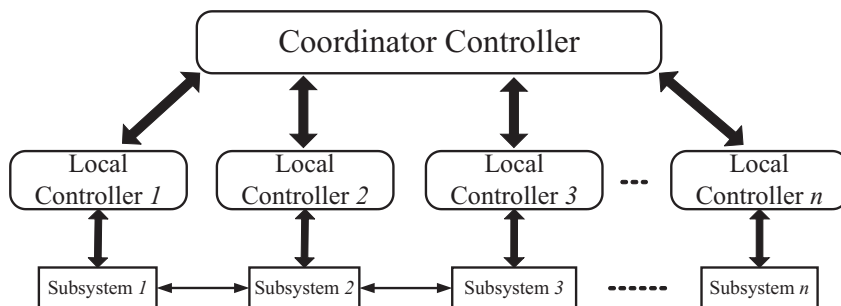 Coordinator Controller
Local
Controller 1
Local
Controller 2
Local
Controller 3
Local
Controller n
Subsystem 1
Subsystem 2
Subsystem 3
Subsystem n